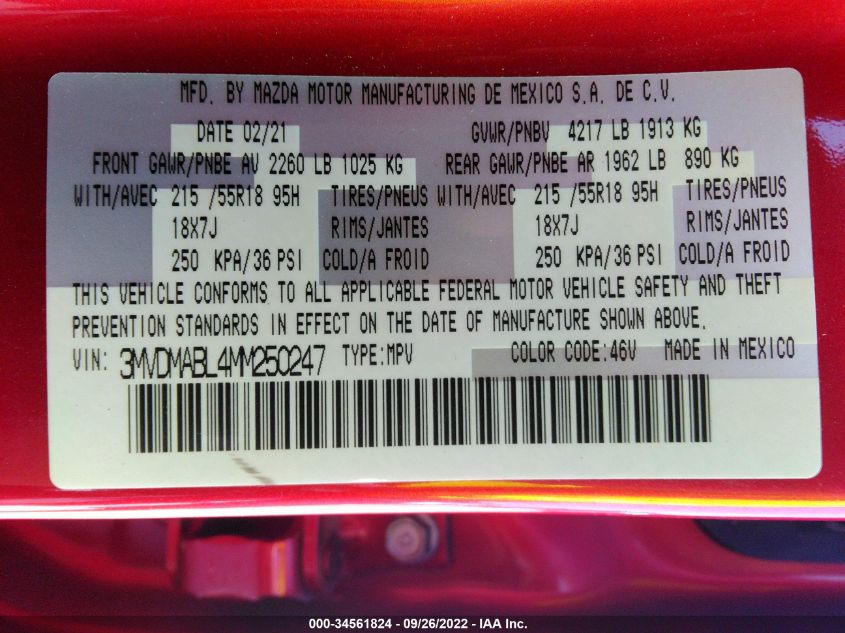 MFD. BY MAZDA MOTOR MANUFACTURING DE MEXICO S.A. DE C.V.
DATE 02/21 GVWR/PNBV 4217 LB 1913 KG
FRONT GAWR/PNBE AV 2260 LB 1025 KG REAR GAWR/PNBE AR 1962 LB 890 KG
WITH/AVEC 215 /55R18 95H TIRES/PNEUS WITH/AVEC 215 /55R18 95H TIRES/PNEUS
18X7J RIMS/JANTES 18X7J RIMS/JANTES
250 KPA/36 PSI COLD/A FROID 250 KPA/36 PSI COLD/A FROID
THIS VEHICLE CONFORMS TO ALL APPLICABLE FEDERAL MOTOR VEHICLE SAFETY AND THEFT
PREVENTION STANDARDS IN EFFECT ON THE DATE OF MANUFACTURE SHOWN ABOVE.
VIN: 3MVDMABL4MM250247 TYPE:MPV COLOR CODE:46V MADE IN MEXICO
000-34561824 - 09/26/2022 - IAA Inc.